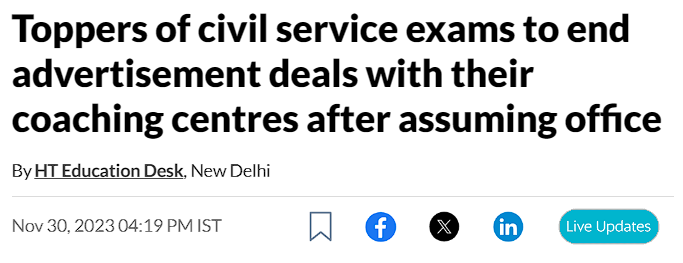 Toppers of civil service exams to end
advertisement deals with their
coaching centres after assuming office
By HT Education Desk, New Delhi
Nov 30, 2023 04:19 PM IST
Live Updates